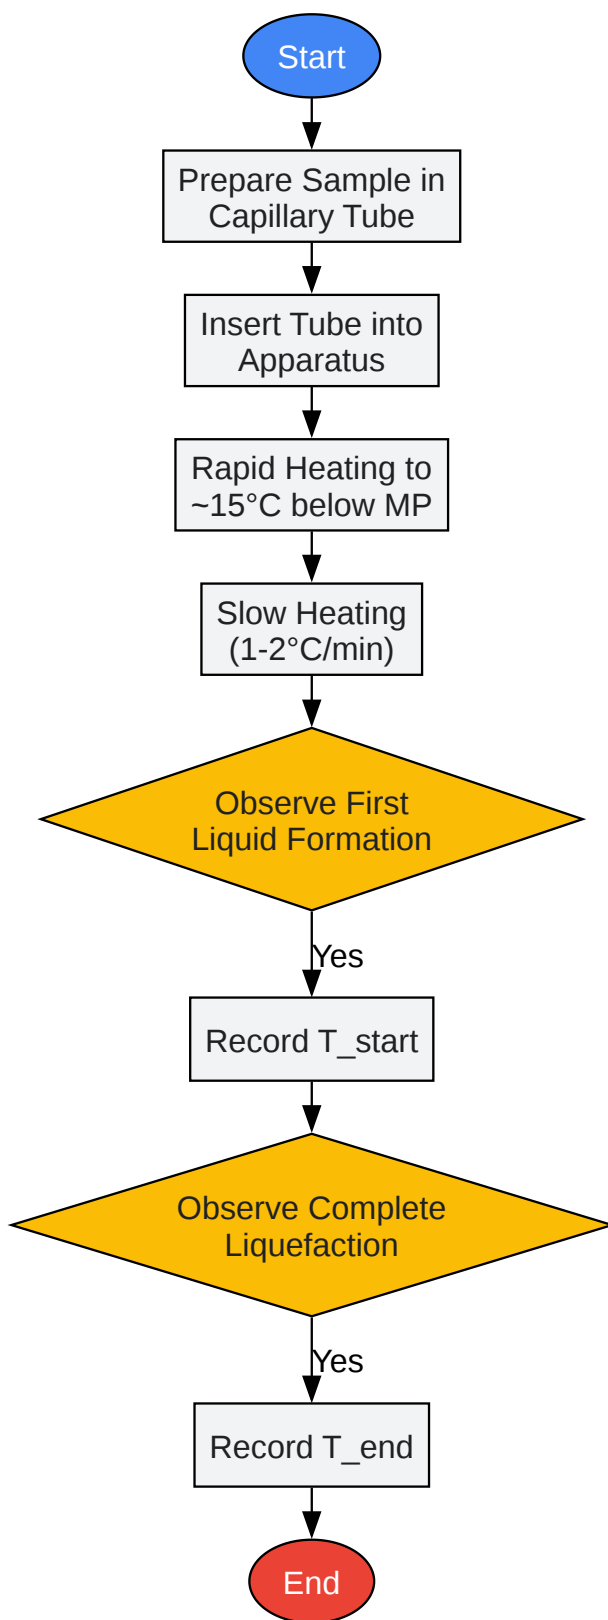 Start
Prepare Sample in
Capillary Tube
Insert Tube into
Apparatus
Rapid Heating to
~15°C below MP
Slow Heating
(1-2°C/min)
Observe First
Liquid Formation
Yes
Record T_start
Observe Complete
Liquefaction
Yes
Record T_end
End